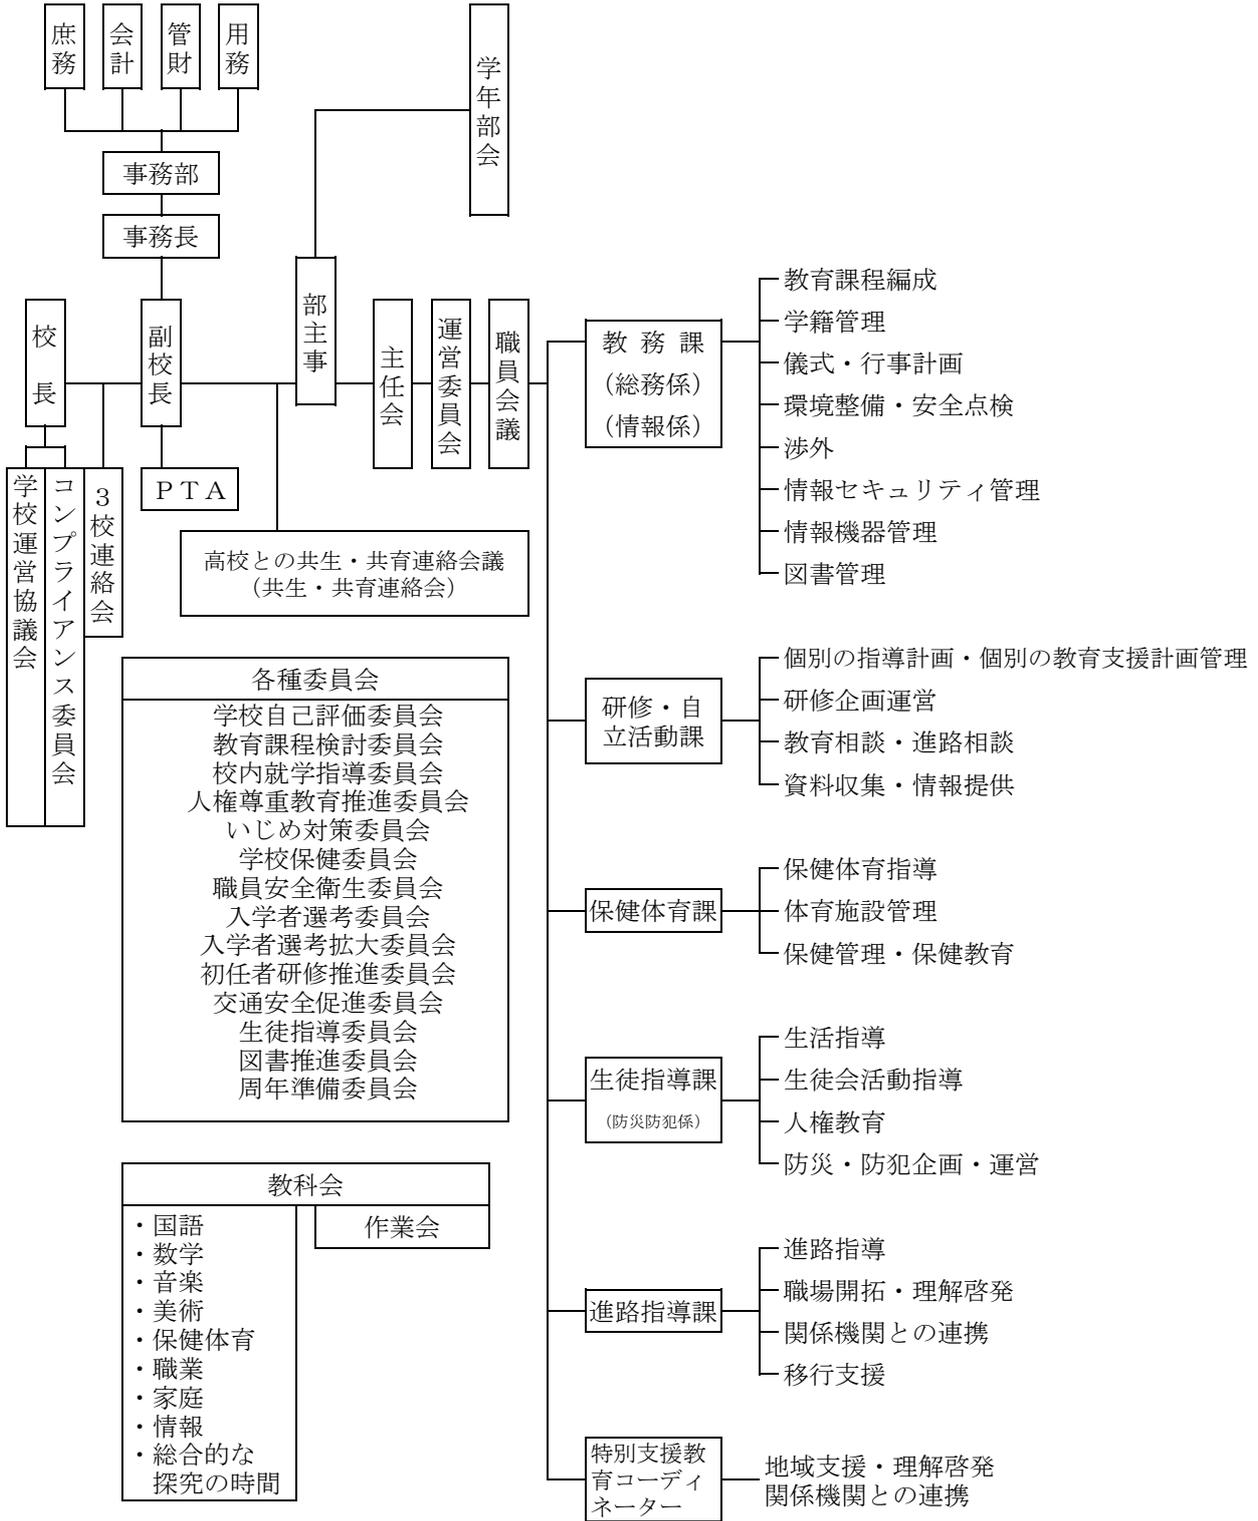 庶務
会計
管財
用務
学年部会
事務部
事務長
校長
副校長
部主事
主任会
運営委員会
職員会議
学校運営協議会
コンプライアンス委員会
3校連絡会
PTA
高校との共生・共育連絡会議
(共生・共育連絡会)
教務課
(総務係)
(情報係)
教育課程編成
学籍管理
儀式・行事計画
環境整備・安全点検
渉外
情報セキュリティ管理
情報機器管理
図書管理
研修・自
立活動課
個別の指導計画・個別の教育支援計画管理
研修企画運営
教育相談・進路相談
資料収集・情報提供
保健体育課
保健体育指導
体育施設管理
保健管理・保健教育
生徒指導課
(防災防犯係)
生活指導
生徒会活動指導
人権教育
防災・防犯企画・運営
進路指導課
進路指導
職場開拓・理解啓発
関係機関との連携
移行支援
特別支援教
育コーディ
ネーター
地域支援・理解啓発
関係機関との連携
各種委員会
学校自己評価委員会
教育課程検討委員会
校内就学指導委員会
人権尊重教育推進委員会
いじめ対策委員会
学校保健委員会
職員安全衛生委員会
入学者選考委員会
入学者選考拡大委員会
初任者研修推進委員会
交通安全促進委員会
生徒指導委員会
図書推進委員会
周年準備委員会
教科会
・国語
・数学
・音楽
・美術
・保健体育
・職業
・家庭
・情報
・総合的な
探究の時間
作業会